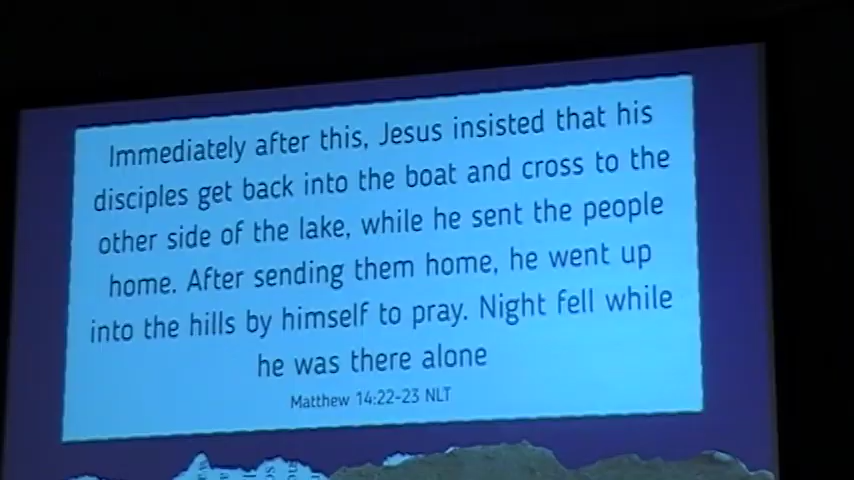 Immediately after this, Jesus insisted that his
disciples get back into the boat and cross to the
other side of the lake, while he sent the people
home. After sending them home, he went up
into the hills by himself to pray. Night fell while
he was there alone
Matthew 14:22-23 NLT